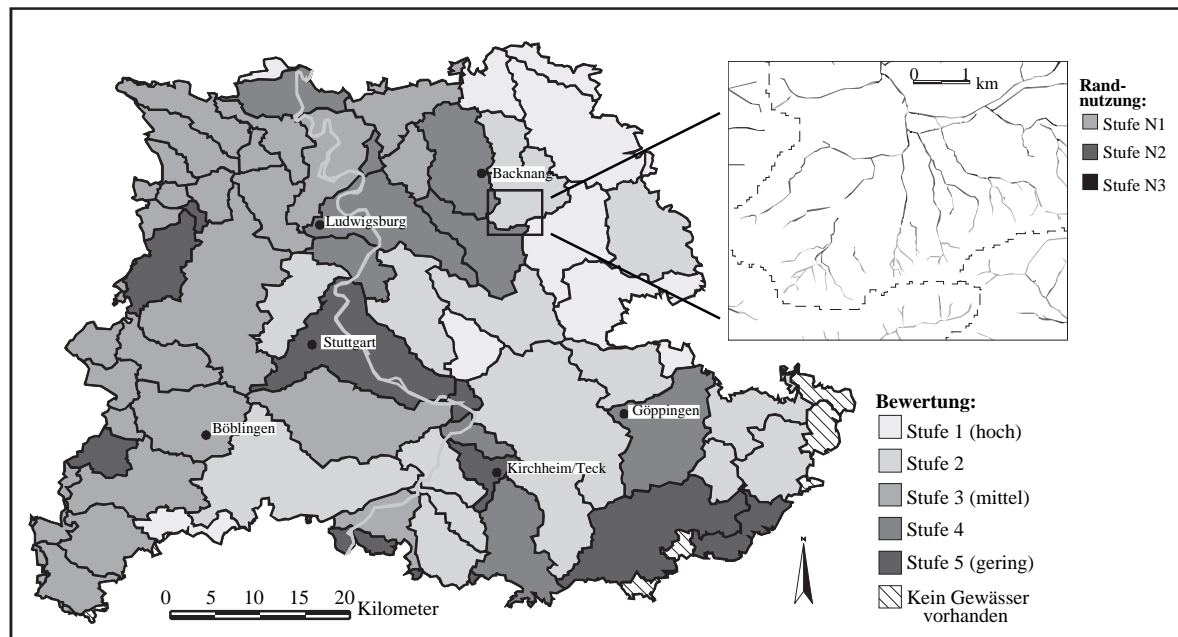 0 1
km
Rand-
nutzung:
Stufe N1
Stufe N2
Stufe N3
Backnang
Ludwigsburg
Stuttgart
Göppingen
Böblingen
Kirchheim/Teck
Bewertung:
Stufe 1 (hoch)
Stufe 2
Stufe 3 (mittel)
Stufe 4
Stufe 5 (gering)
Kein Gewässer
vorhanden
N
0 5 10 15 20
Kilometer